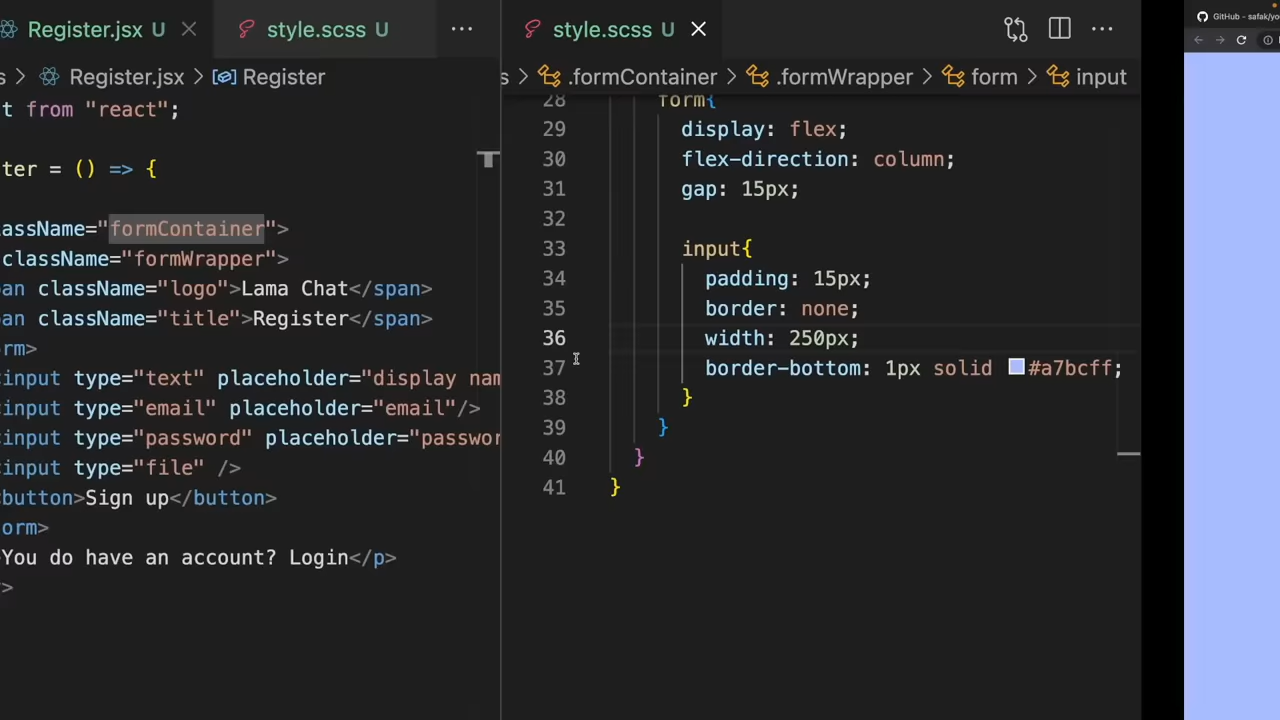 Register.jsx U
style.scss U
s > Register.jsx > Register
t from "react";
ter = () => {
assName="formContainer">
className="formWrapper">
an className="logo">Lama Chat</span>
an className="title">Register</span>
rm>
input type="text" placeholder="display nam
input type="email" placeholder="email"/>
input type="password" placeholder="passwor
input type="file" />
button>Sign up</button>
orm>
You do have an account? Login</p>
>
style.scss U
s > .formContainer > .formWrapper > form > input
28 form{
29 display: flex;
30 flex-direction: column;
31 gap: 15px;
32
33 input{
34 padding: 15px;
35 border: none;
36 width: 250px;
37 border-bottom: 1px solid #a7bcff;
38 }
39 }
40 }
41 }
GitHub - safak/yo